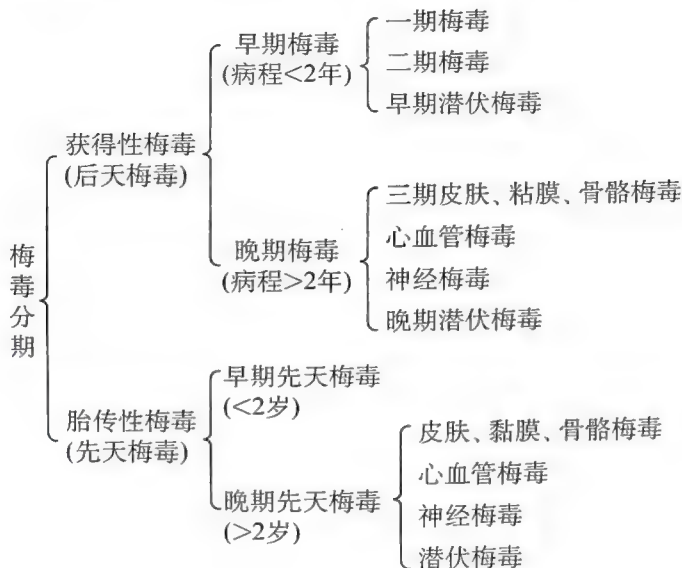 梅毒分期
获得性梅毒
(后天梅毒)
早期梅毒
(病程<2年)
一期梅毒
二期梅毒
早期潜伏梅毒
晚期梅毒
(病程>2年)
三期皮肤、粘膜、骨骼梅毒
心血管梅毒
神经梅毒
晚期潜伏梅毒
胎传性梅毒
(先天梅毒)
早期先天梅毒
(<2岁)
晚期先天梅毒
(>2岁)
皮肤、黏膜、骨骼梅毒
心血管梅毒
神经梅毒
潜伏梅毒